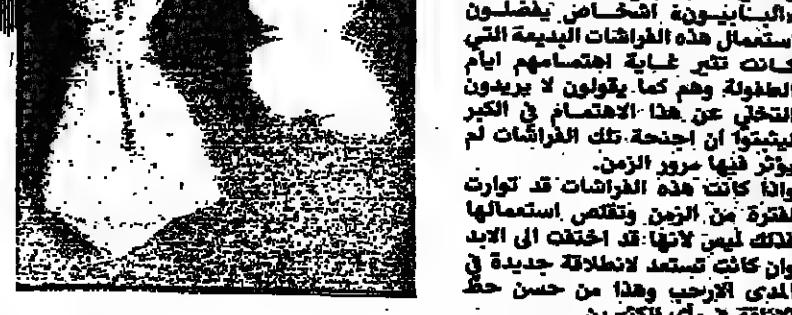 «البـابيـون» اشخـاص يفضلـون
استعمال هذه الفراشات البديعة التي
كانت تثير غاية اهتمامهم ايام
الطفولة وهم كما يقولون لا يريدون
التخلي عن هذا الاهتمام في الكبر
ليثبتوا ان اجنحة تلك الفراشات لم
يؤثر فيها مرور الزمن.
واذا كانت هذه الفراشات قد توارت
لفترة من الزمن وتقلص استعمالها
فذلك ليس لانها قد اختفت الى الابد
وان كانت تستعد لانطلاقة جديدة في
المدى الارحب وهذا من حسن حظ